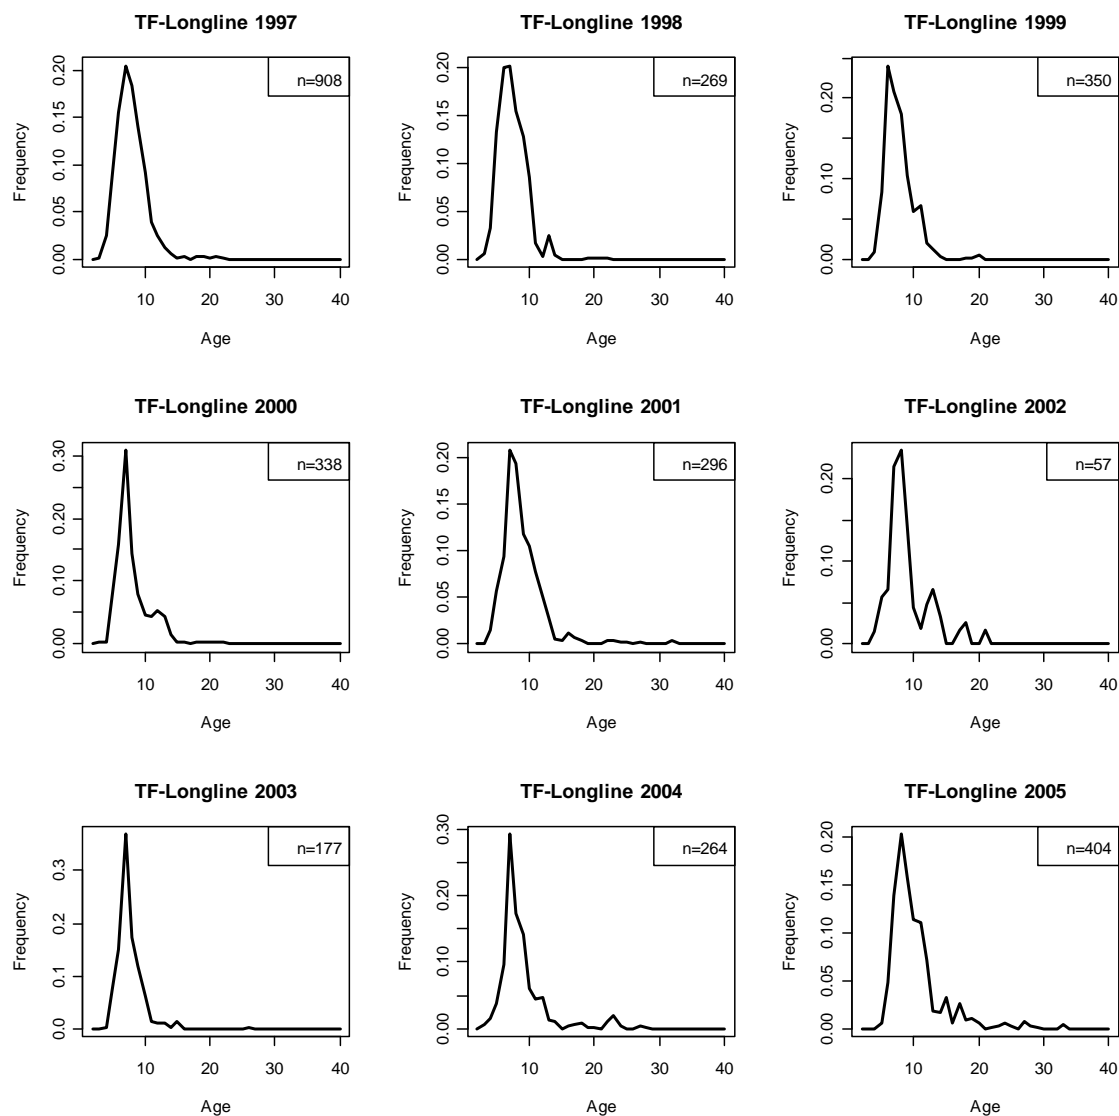 TF-Longline 1997
n=908
Frequency
0.00 0.05 0.10 0.15 0.20
10 20 30 40
Age
TF-Longline 1998
n=269
Frequency
0.00 0.05 0.10 0.15 0.20
10 20 30 40
Age
TF-Longline 1999
n=350
Frequency
0.00 0.10 0.20
10 20 30 40
Age
TF-Longline 2000
n=338
Frequency
0.00 0.10 0.20 0.30
10 20 30 40
Age
TF-Longline 2001
n=296
Frequency
0.00 0.05 0.10 0.15 0.20
10 20 30 40
Age
TF-Longline 2002
n=57
Frequency
0.00 0.10 0.20
10 20 30 40
Age
TF-Longline 2003
n=177
Frequency
0.0 0.1 0.2 0.3
10 20 30 40
Age
TF-Longline 2004
n=264
Frequency
0.00 0.10 0.20 0.30
10 20 30 40
Age
TF-Longline 2005
n=404
Frequency
0.00 0.05 0.10 0.15 0.20
10 20 30 40
Age